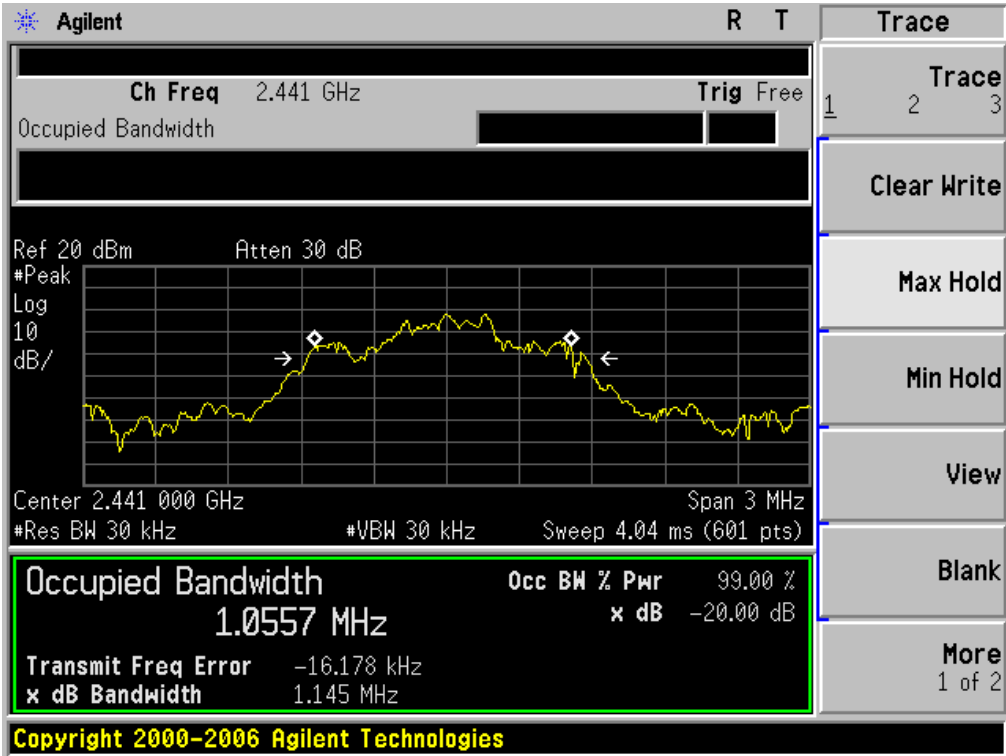 Agilent R T Trace
Ch Freq 2.441 GHz Trig Free
Occupied Bandwidth
Trace
1 2 3
Clear Write
Max Hold
Min Hold
View
Blank
More
1 of 2
Ref 20 dBm Atten 30 dB
#Peak
Log
10
dB/
Center 2.441 000 GHz Span 3 MHz
#Res BW 30 kHz #VBW 30 kHz Sweep 4.04 ms (601 pts)
Occupied Bandwidth Occ BW % Pwr 99.00 %
1.0557 MHz x dB -20.00 dB
Transmit Freq Error -16.178 kHz
x dB Bandwidth 1.145 MHz
Copyright 2000-2006 Agilent Technologies